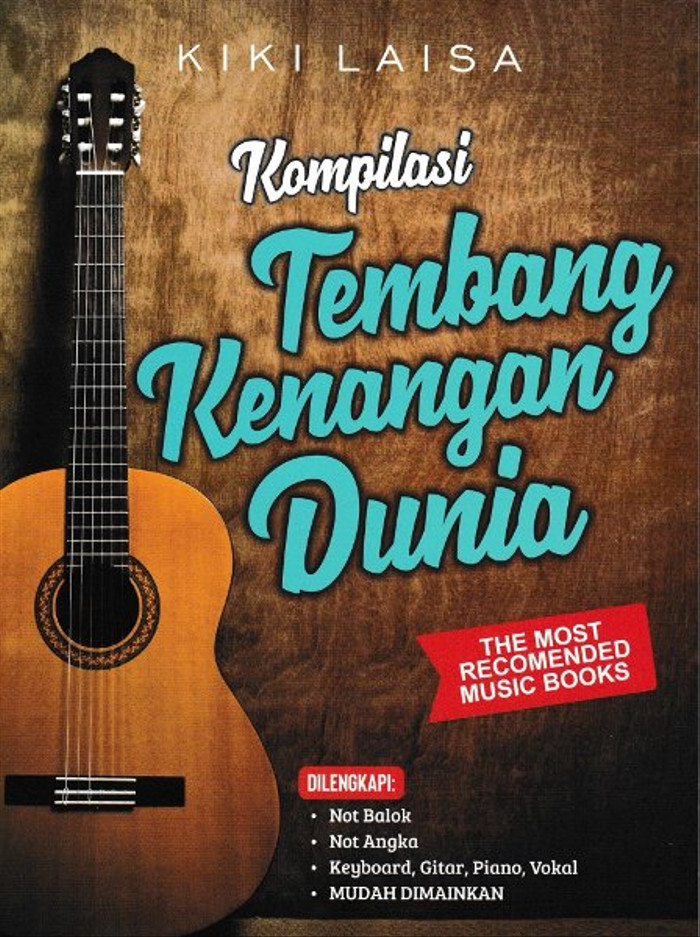 KIKI LAISA
Kompilasi
Tembang
Kenangan
Dunia
THE MOST
RECOMENDED
MUSIC BOOKS
DILENGKAPI:
• Not Balok
• Not Angka
• Keyboard, Gitar, Piano, Vokal
• MUDAH DIMAINKAN